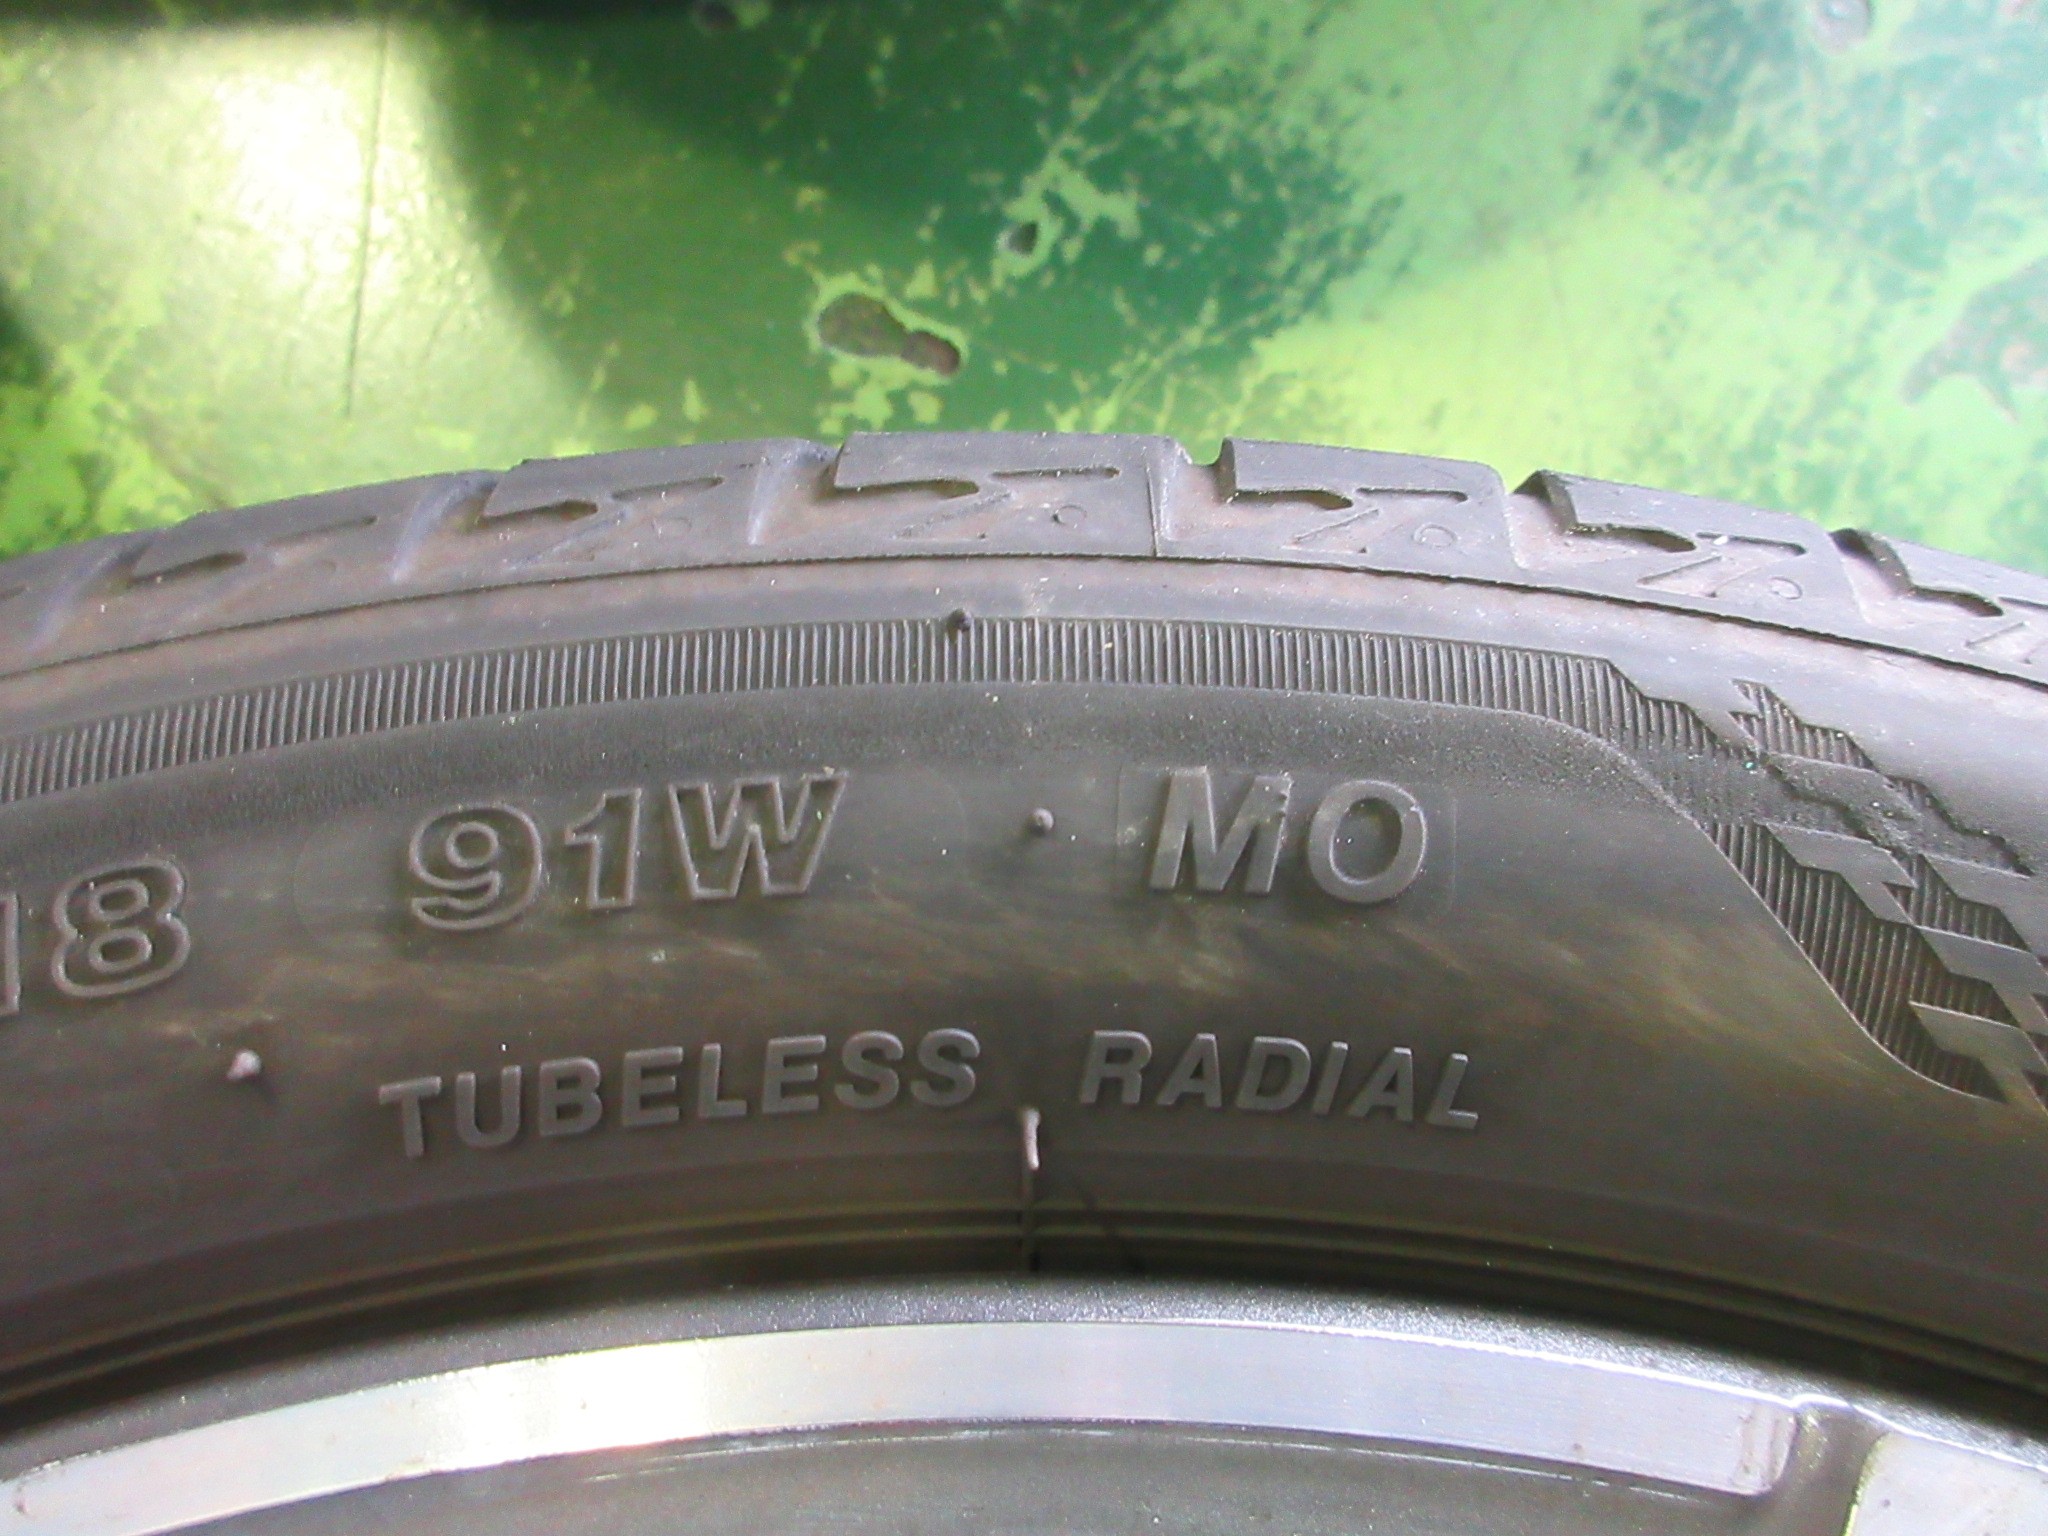 18 91W MO
TUBELESS RADIAL